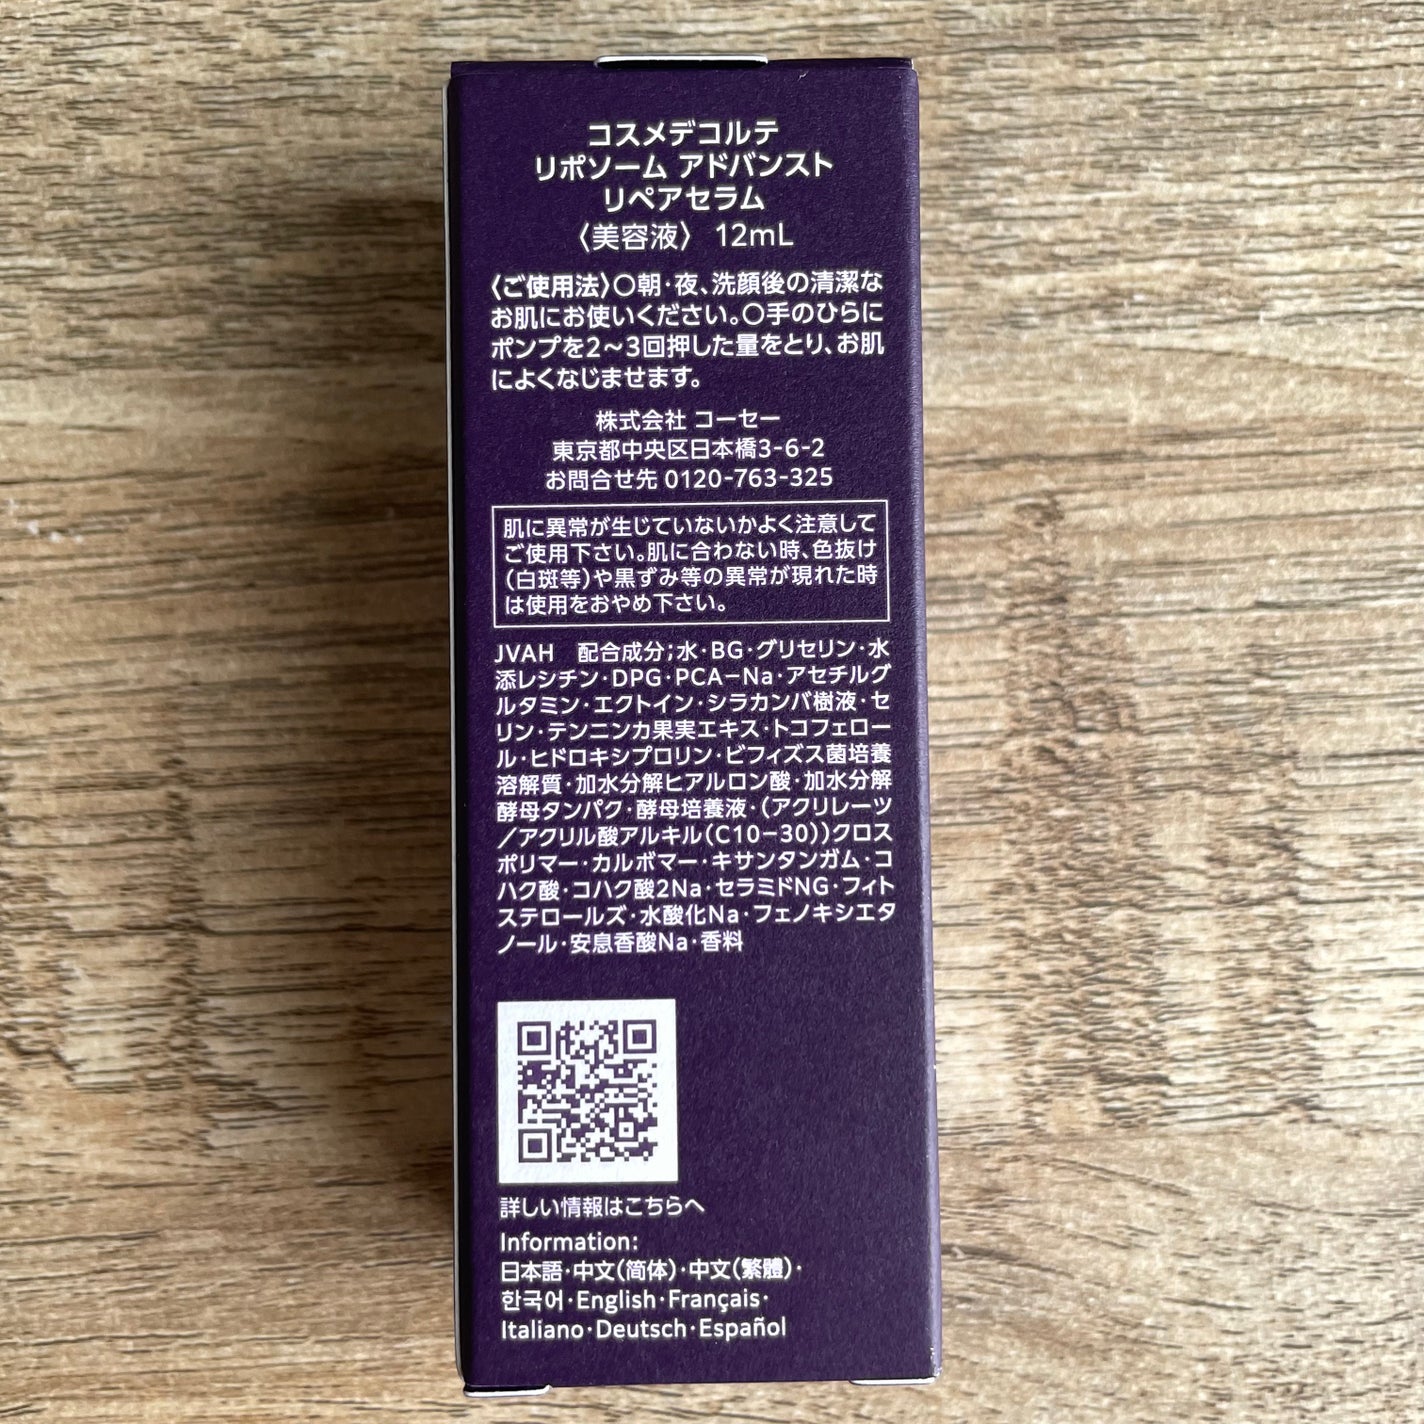 コスメデコルテ
リポソーム アドバンスト
リペアセラム
〈美容液〉 12mL
〈ご使用法〉〇朝・夜、洗顔後の清潔な
お肌にお使いください。〇手のひらに
ポンプを2〜3回押した量をとり、お肌
によくなじませます。
株式会社 コーセー
東京都中央区日本橋3-6-2
お問合せ先 0120-763-325
肌に異常が生じていないかよく注意して
ご使用下さい。肌に合わない時、色抜け
(白斑等)や黒ずみ等の異常が現れた時
は使用をおやめ下さい。
JVAH 配合成分;水・BG・グリセリン・水
添レシチン・DPG・PCA−Na・アセチルグ
ルタミン・エクトイン・シラカンバ樹液・セ
リン・テンニンカ果実エキス・トコフェロー
ル・ヒドロキシプロリン・ビフィズス菌培養
溶解質・加水分解ヒアルロン酸・加水分解
酵母タンパク・酵母培養液・(アクリレーツ
／アクリル酸アルキル(C10−30))クロス
ポリマー・カルボマー・キサンタンガム・コ
ハク酸・コハク酸2Na・セラミドNG・フィト
ステロールズ・水酸化Na・フェノキシエタ
ノール・安息香酸Na・香料
詳しい情報はこちらへ
Information:
日本語・中文(简体)・中文(繁體)・
한국어・English・Français・
Italiano・Deutsch・Español